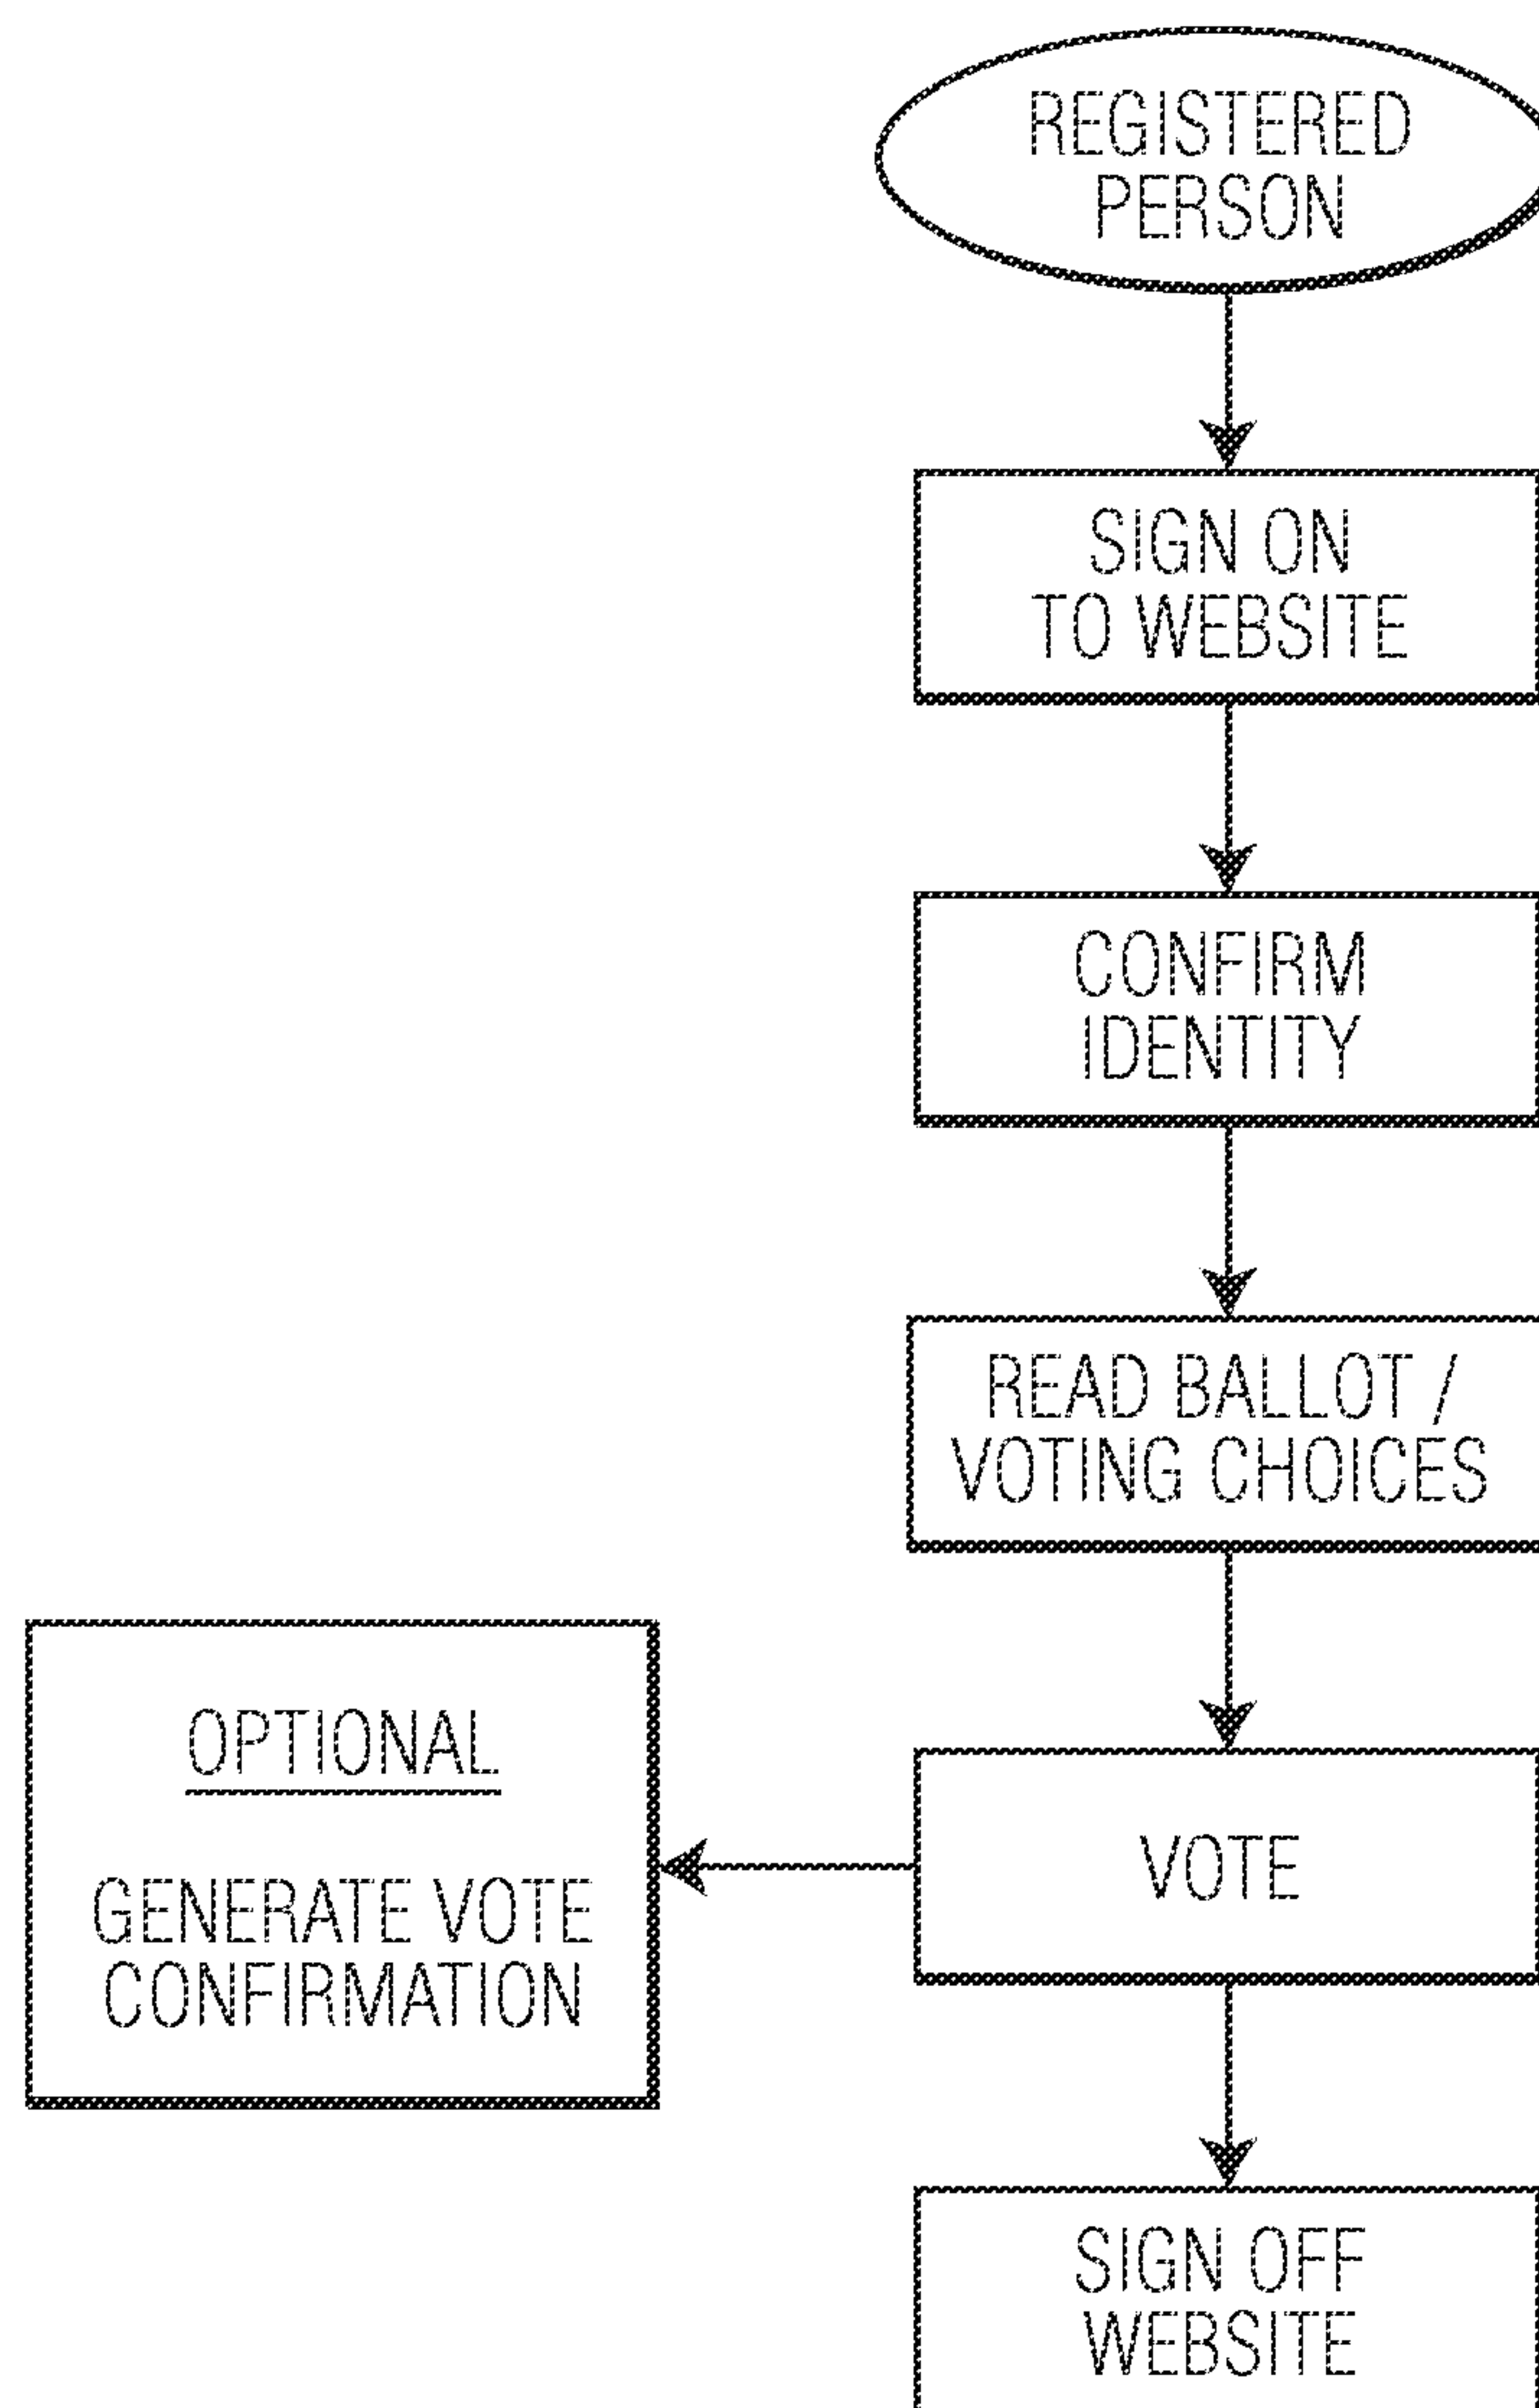 REGISTERED
PERSON
SIGN ON
TO WEBSITE
CONFIRM
IDENTITY
READ BALLOT /
VOTING CHOICES
OPTIONAL
GENERATE VOTE
CONFIRMATION
VOTE
SIGN OFF
WEBSITE